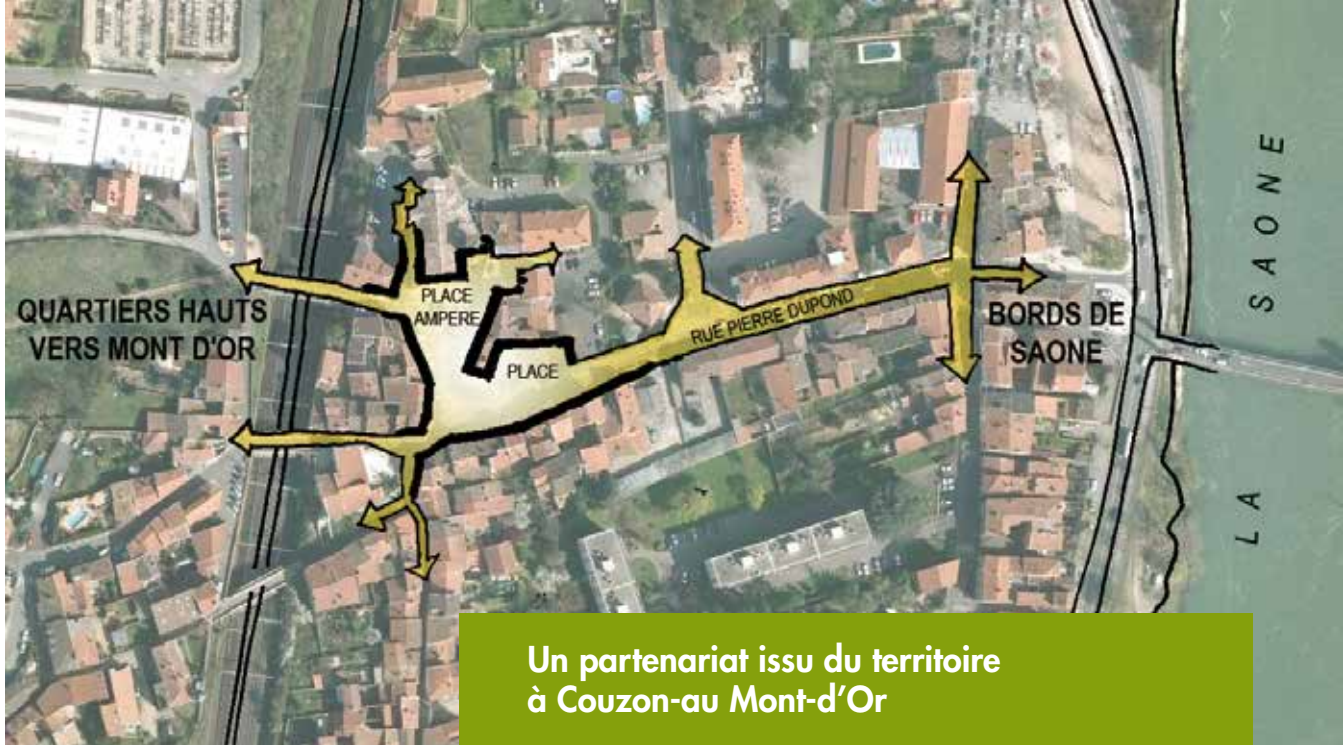 QUARTIERS HAUTS
VERS MONT D'OR
PLACE
AMPERE
PLACE
RUE PIERRE DUPOND
BORDS DE
SAONE
LA SAONE
Un partenariat issu du territoire
à Couzon-au Mont-d’Or